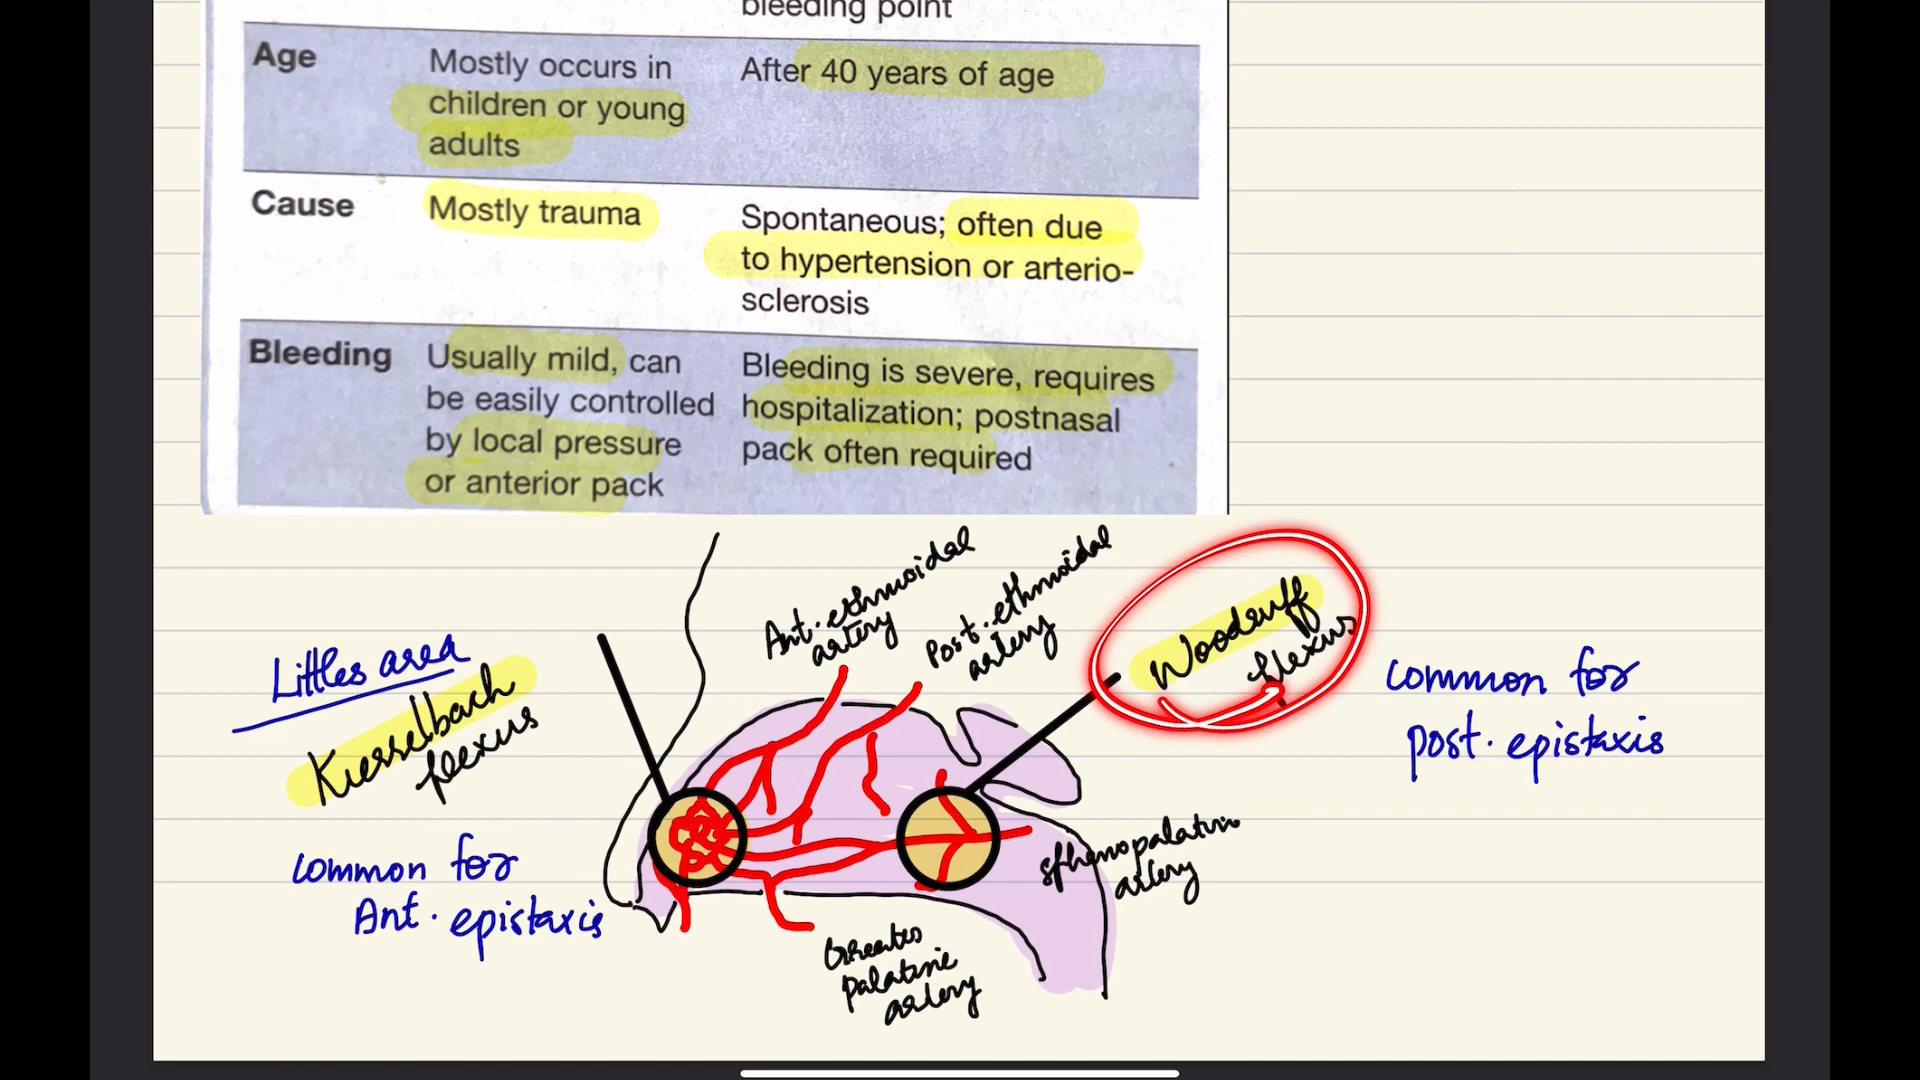 bleeding point
Age
Mostly occurs in
children or young
adults
After 40 years of age
Cause
Mostly trauma
Spontaneous; often due
to hypertension or arterio-
sclerosis
Bleeding
Usually mild, can
be easily controlled
by local pressure
or anterior pack
Bleeding is severe, requires
hospitalization; postnasal
pack often required
Littles area
Kiesselbach
plexus
common for
Ant. epistaxis
Ant. ethmoidal
artery
Post. ethmoidal
artery
Woodruff
plexus
common for
post. epistaxis
sphenopalatine
artery
Greater
palatine
artery